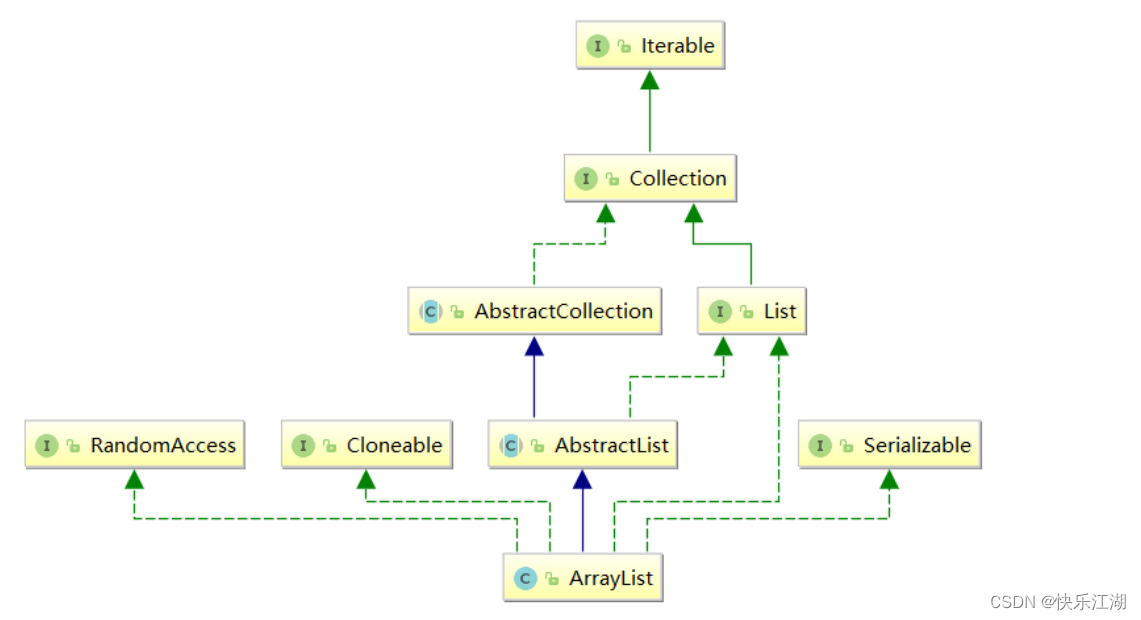 I Iterable
I Collection
C AbstractCollection
I List
I RandomAccess
I Cloneable
C AbstractList
I Serializable
C ArrayList
CSDN @快乐江湖